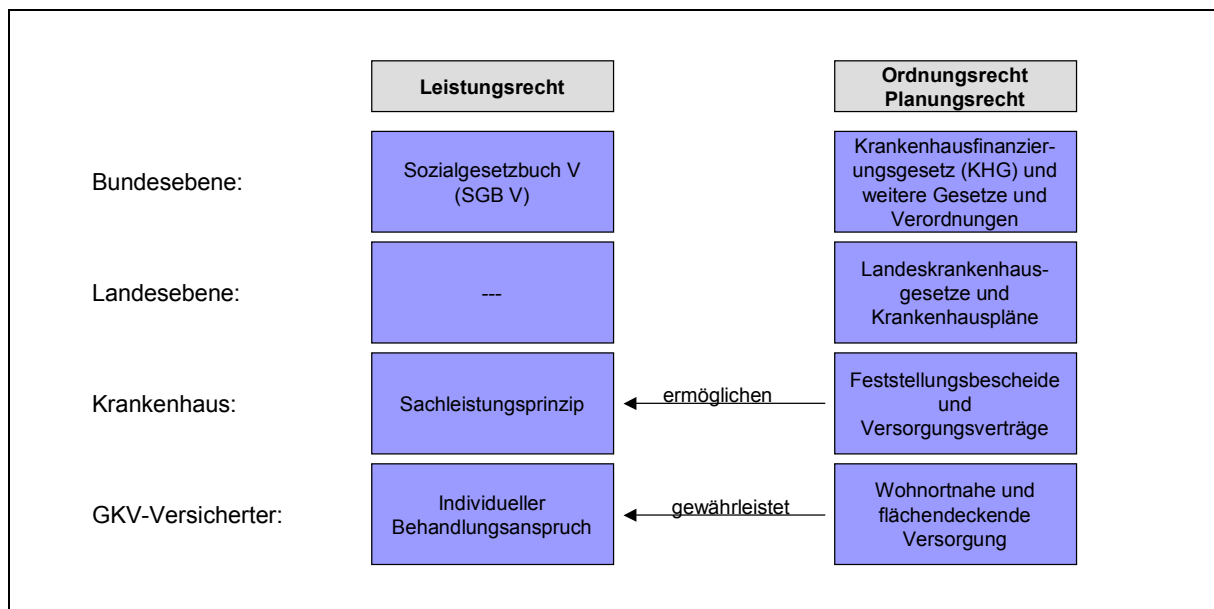 Leistungsrecht
Ordnungsrecht
Planungsrecht
Bundesebene:
Sozialgesetzbuch V
(SGB V)
Krankenhausfinanzier-
ungsgesetz (KHG) und
weitere Gesetze und
Verordnungen
Landesebene:
---
Landeskrankenhaus-
gesetze und
Krankenhauspläne
Krankenhaus:
Sachleistungsprinzip
ermöglichen
Feststellungsbescheide
und
Versorgungsverträge
GKV-Versicherter:
Individueller
Behandlungsanspruch
gewährleistet
Wohnortnahe und
flächendeckende
Versorgung